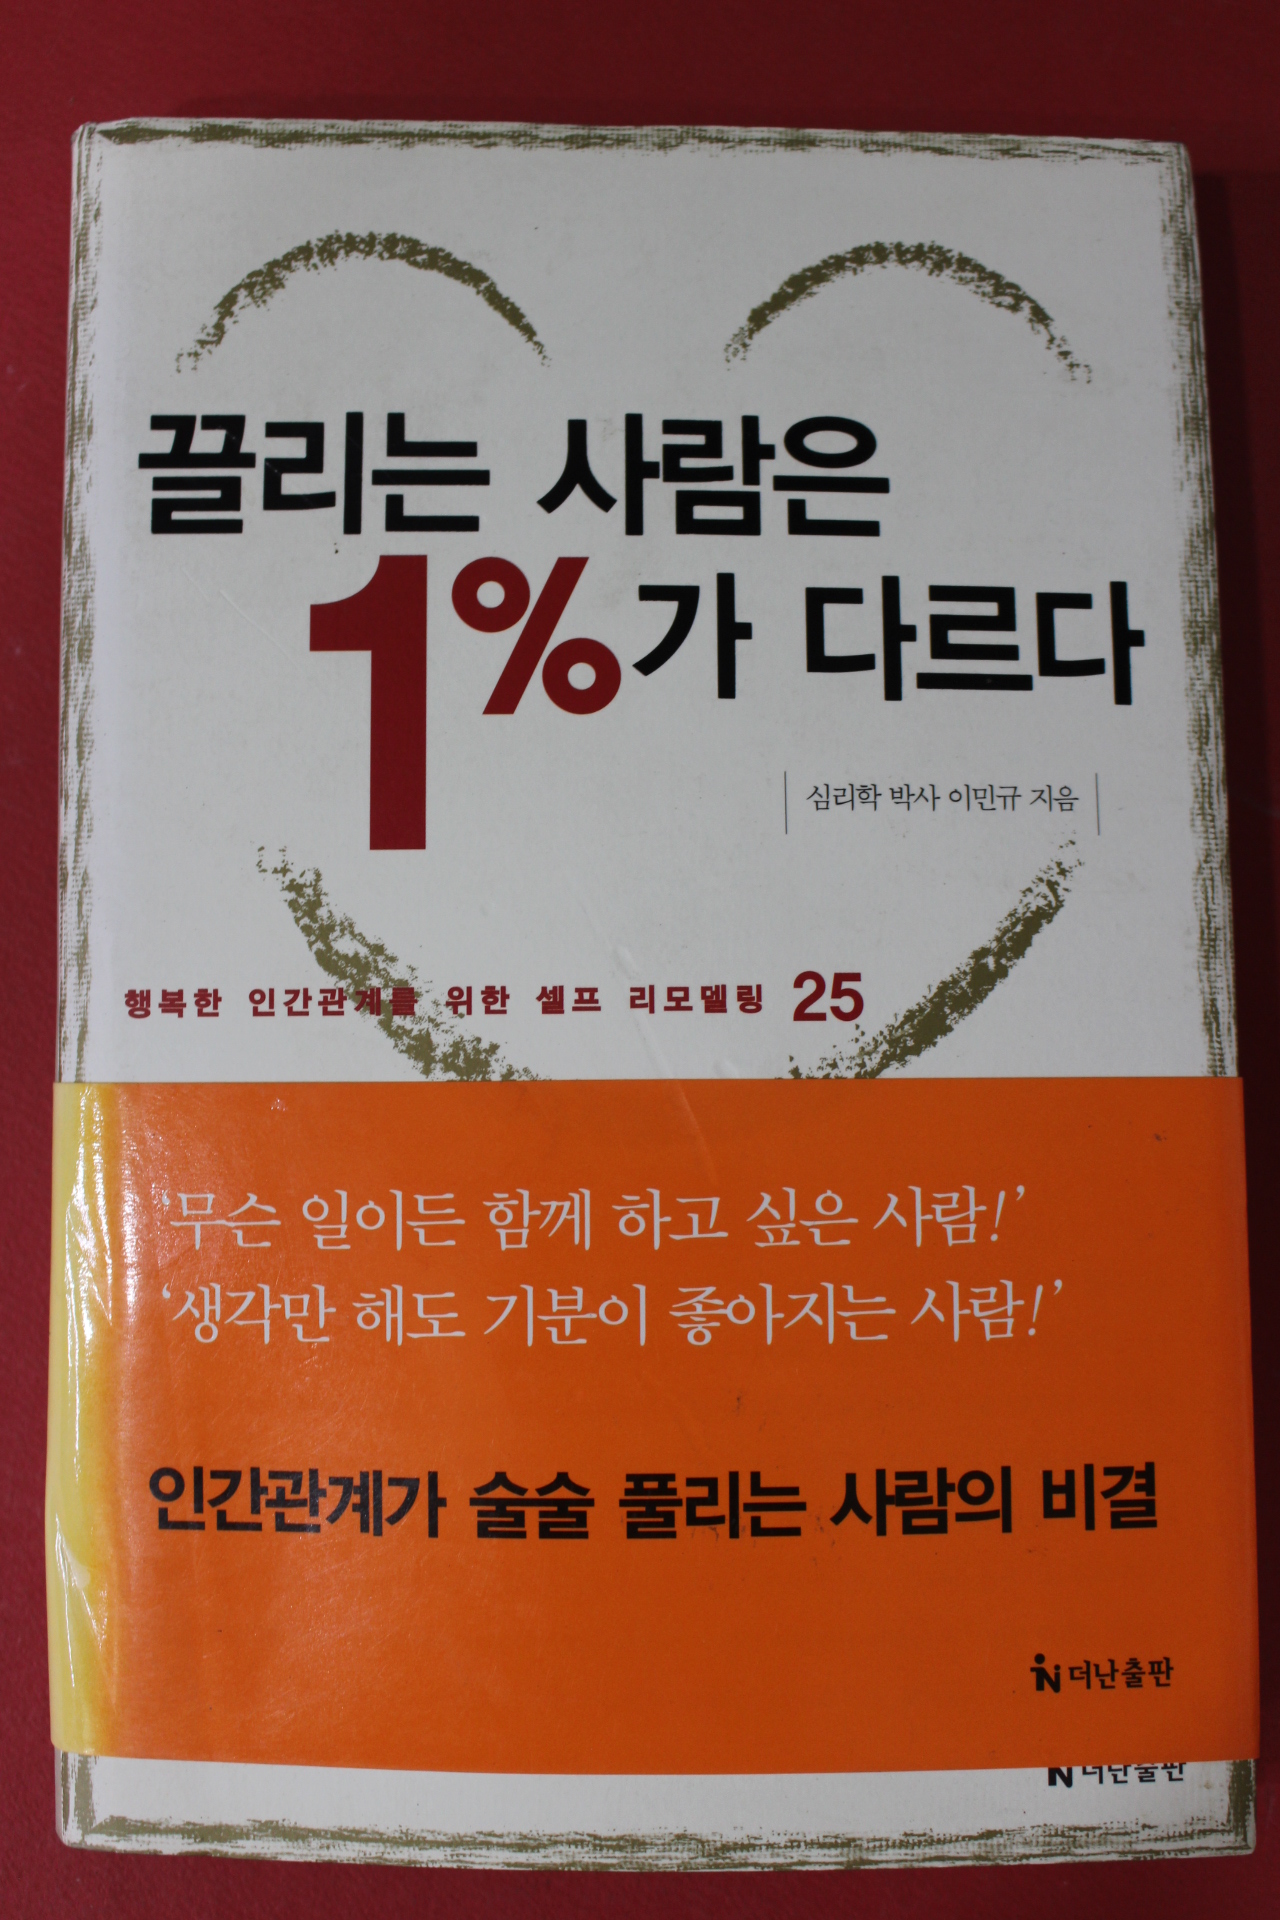 끌리는 사람은
1%가 다르다
심리학 박사 이민규 지음
행복한 인간관계를 위한 셀프 리모델링 25
‘무슨 일이든 함께 하고 싶은 사람!’
‘생각만 해도 기분이 좋아지는 사람!’
인간관계가 술술 풀리는 사람의 비결
더난출판
더난출판